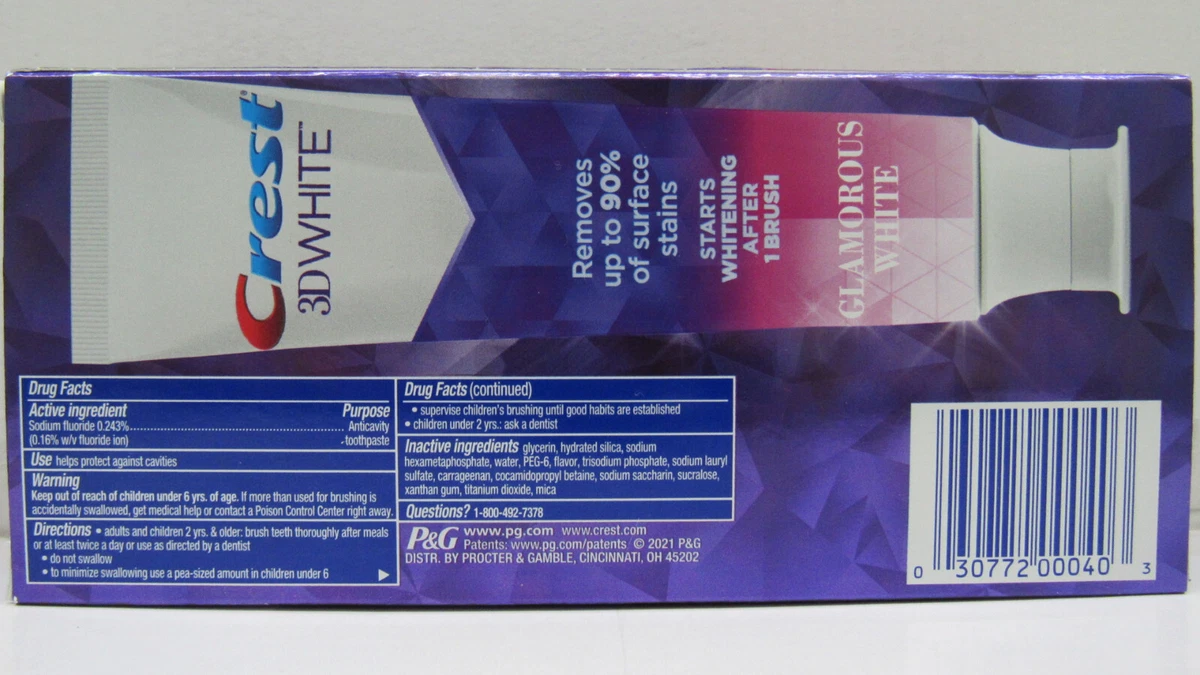 Crest
3DWHITE™
Removes
up to 90%
of surface
stains
STARTS
WHITENING
AFTER
1 BRUSH
GLAMOROUS
WHITE
Drug Facts
Active ingredient Purpose
Sodium fluoride 0.243%........................................ Anticavity
(0.16% w/v fluoride ion) toothpaste
Use helps protect against cavities
Warning
Keep out of reach of children under 6 yrs. of age. If more than used for brushing is
accidentally swallowed, get medical help or contact a Poison Control Center right away.
Directions • adults and children 2 yrs. & older: brush teeth thoroughly after meals
or at least twice a day or use as directed by a dentist
• do not swallow
• to minimize swallowing use a pea-sized amount in children under 6
Drug Facts (continued)
• supervise children's brushing until good habits are established
• children under 2 yrs.: ask a dentist
Inactive ingredients glycerin, hydrated silica, sodium
hexametaphosphate, water, PEG-6, flavor, trisodium phosphate, sodium lauryl
sulfate, carrageenan, cocamidopropyl betaine, sodium saccharin, sucralose,
xanthan gum, titanium dioxide, mica
Questions? 1-800-492-7378
P&G www.pg.com www.crest.com
Patents: www.pg.com/patents © 2021 P&G
DISTR. BY PROCTER & GAMBLE, CINCINNATI, OH 45202
0 30772 00040 3